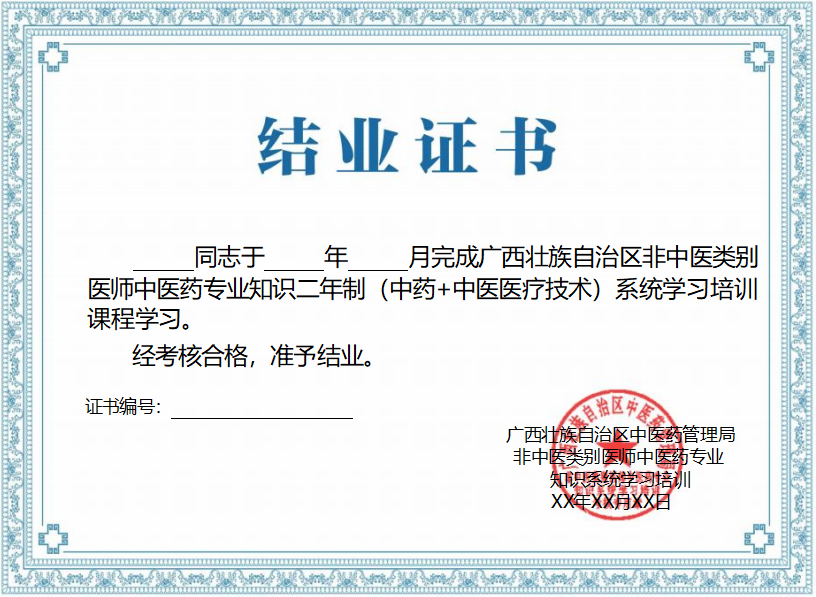 结业证书
_____同志于_____年_____月完成广西壮族自治区非中医类别
医师中医药专业知识二年制（中药+中医医疗技术）系统学习培训
课程学习。
经考核合格，准予结业。
证书编号：__________________
广西壮族自治区中医药管理局
非中医类别医师中医药专业
知识系统学习培训
XX年XX月XX日